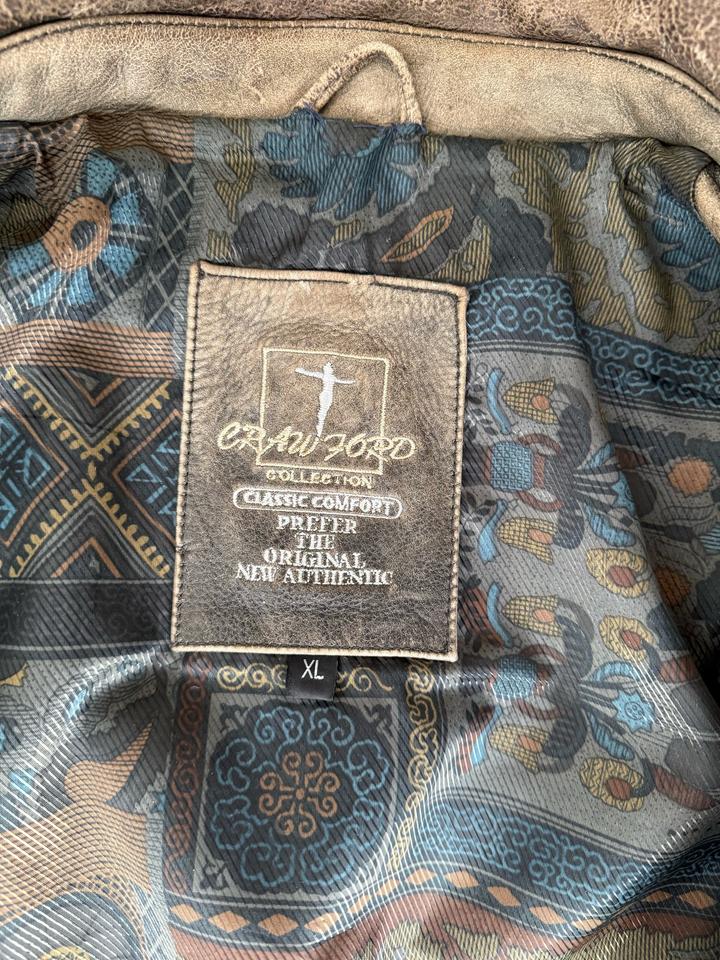 CRAWFORD
COLLECTION
CLASSIC COMFORT
PREFER
THE
ORIGINAL
NEW AUTHENTIC
XL